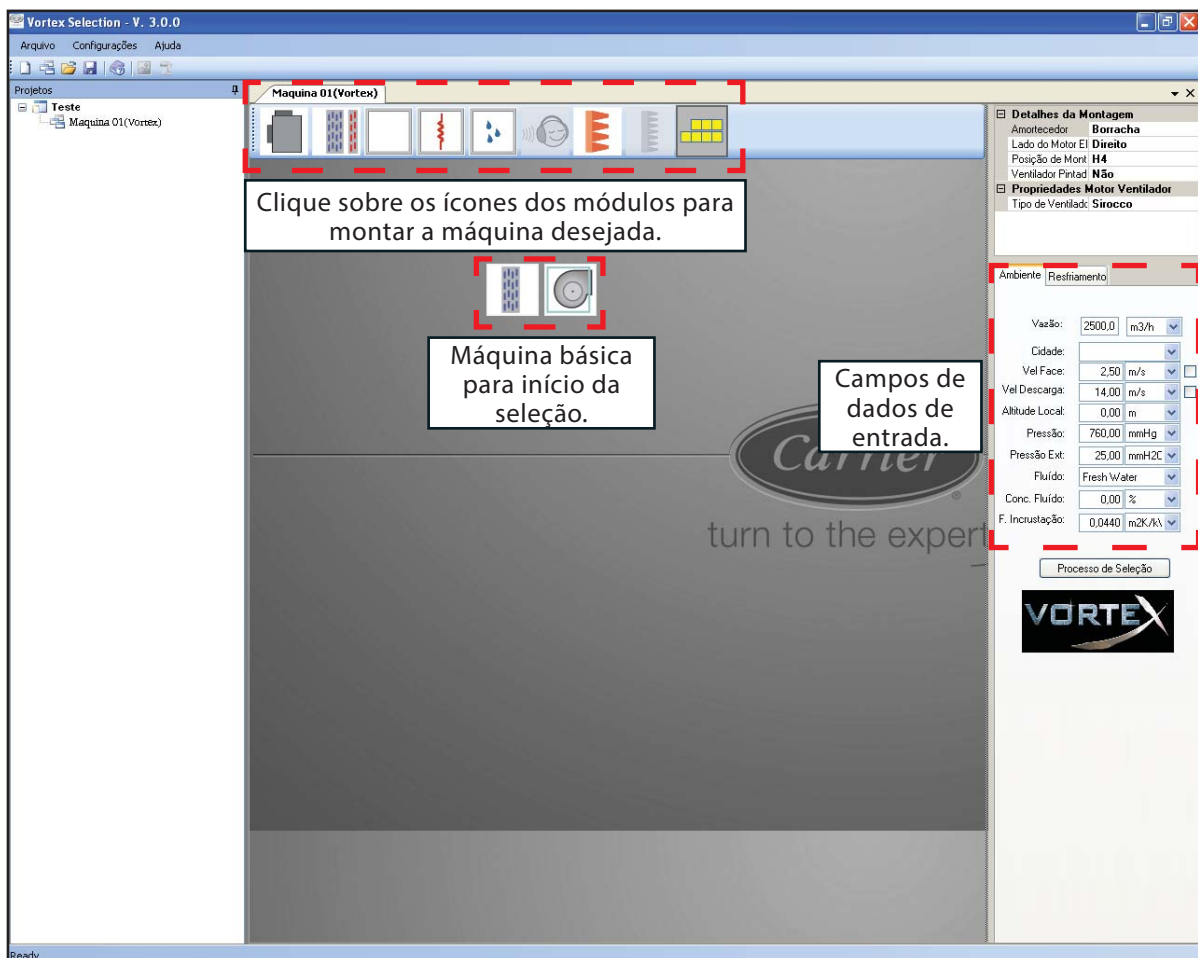 Vortex Selection - V. 3.0.0
Arquivo Configurações Ajuda
Projetos
Teste
Maquina 01(Vortex)
Maquina 01(Vortex)
Clique sobre os ícones dos módulos para
montar a máquina desejada.
Máquina básica
para início da
seleção.
Campos de
dados de
entrada.
Carrier
turn to the expert
Detalhes da Montagem
Amortecedor Borracha
Lado do Motor El Direito
Posição de Mont H4
Ventilador Pintad Não
Propriedades Motor Ventilador
Tipo de Ventiladc Sirocco
Ambiente Resfriamento
Vazão: 2500,0 m3/h
Cidade:
Vel Face: 2,50 m/s
Vel Descarga: 14,00 m/s
Altitude Local: 0,00 m
Pressão: 760,00 mmHg
Pressão Ext: 25,00 mmH2C
Fluído: Fresh Water
Conc. Fluído: 0,00 %
F. Incrustação: 0,0440 m2K/k\
Processo de Seleção
VORTEX
Ready